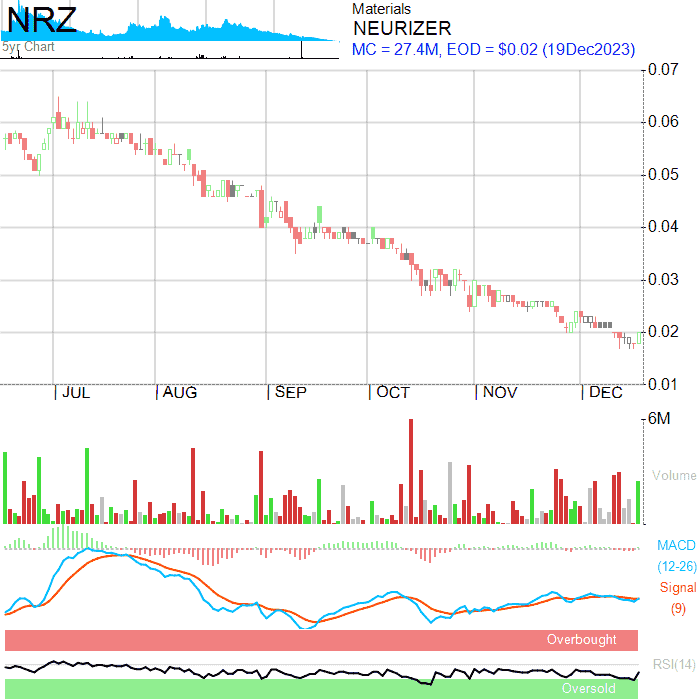 NRZ
5yr Chart
Materials
NEURIZER
MC = 27.4M, EOD = $0.02 (19Dec2023)
0.07
0.06
0.05
0.04
0.03
0.02
0.01
JUL
AUG
SEP
OCT
NOV
DEC
6M
Volume
MACD
(12-26)
Signal
(9)
Overbought
RSI(14)
Oversold